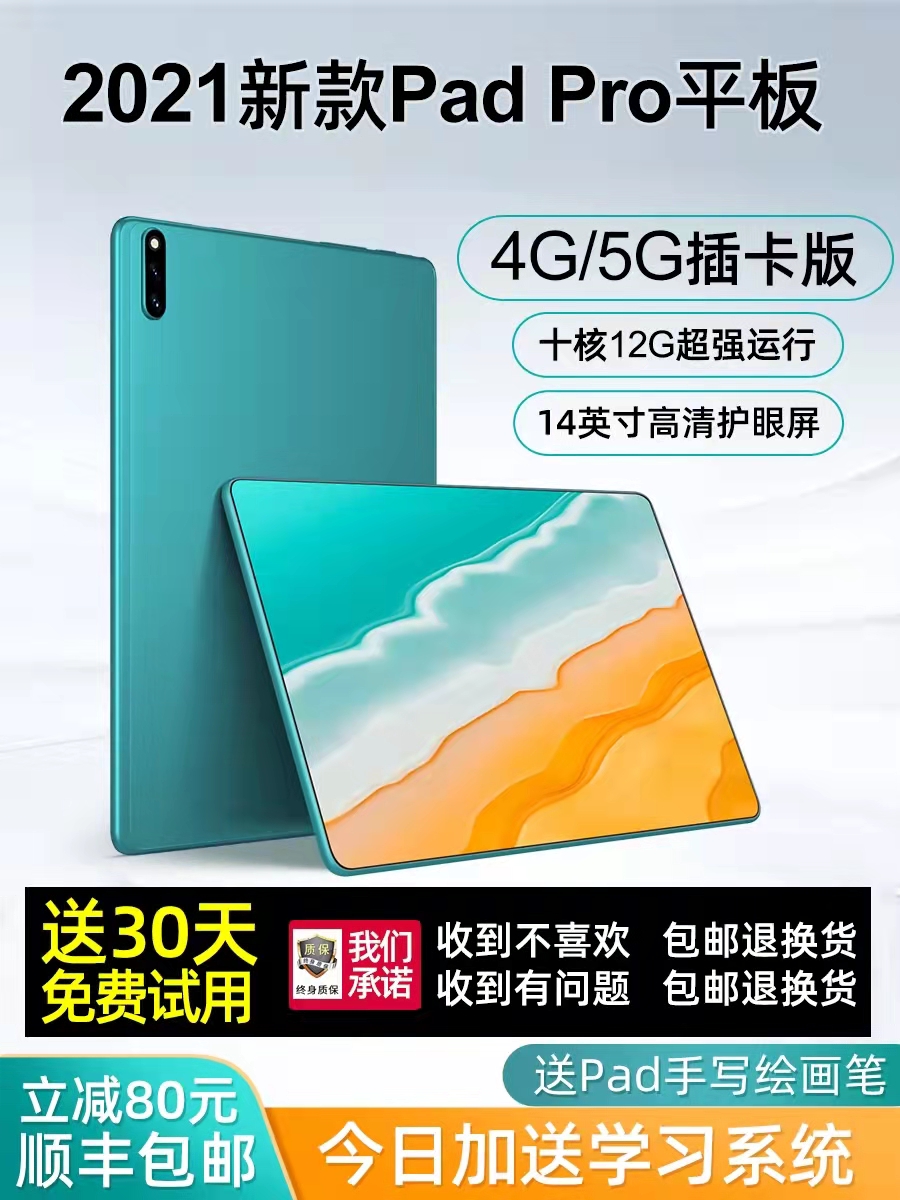 2021新款Pad Pro平板
4G/5G插卡版
十核12G超强运行
14英寸高清护眼屏
送30天
免费试用
质保
终身质保
我们
承诺
收到不喜欢 包邮退换货
收到有问题 包邮退换货
立减80元
顺丰包邮
送Pad手写绘画笔
今日加送学习系统